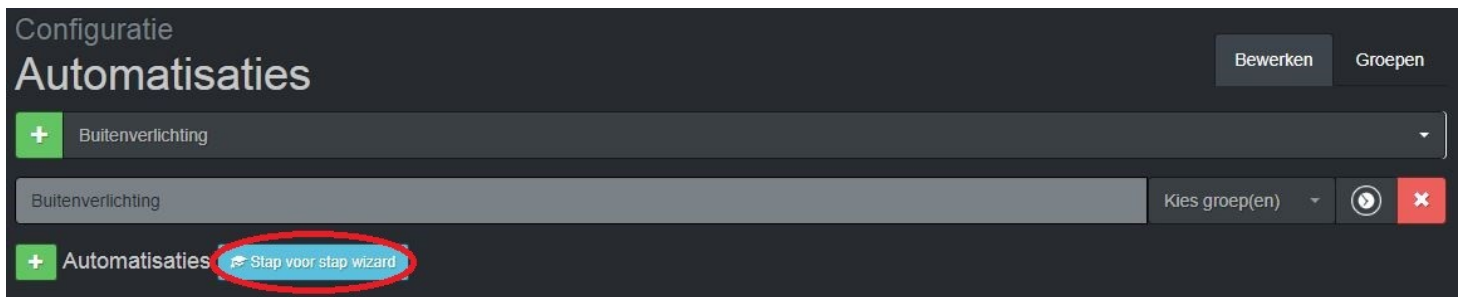 Configuratie
Automatisaties
Bewerken
Groepen
Buitenverlichting
Buitenverlichting
Kies groep(en)
Automatisaties
Stap voor stap wizard